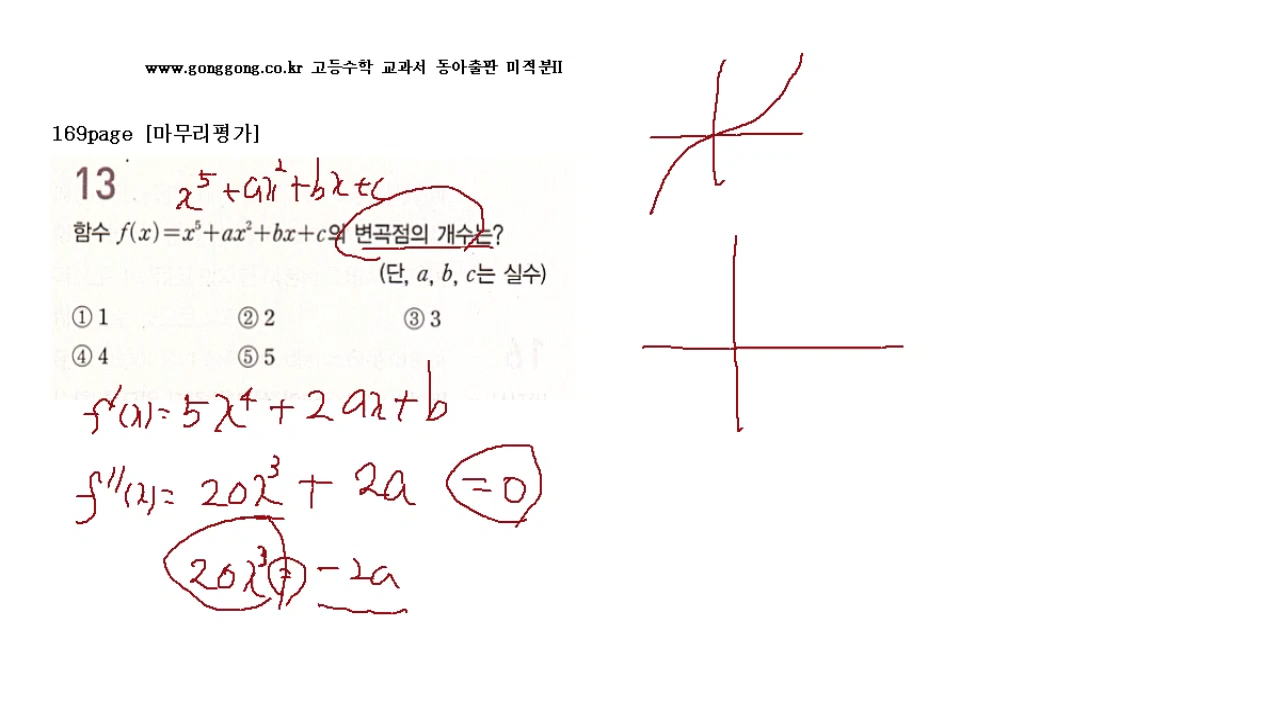 www.gonggong.co.kr 고등수학 교과서 동아출판 미적분II
169page [마무리평가]
13
x⁵+ax²+bx+c
함수 f(x)=x⁵+ax²+bx+c의 변곡점의 개수는?
(단, a, b, c는 실수)
① 1 ② 2 ③ 3
④ 4 ⑤ 5
f'(x)=5x⁴+2ax+b
f''(x)=20x³+2a =0
20x³=-2a